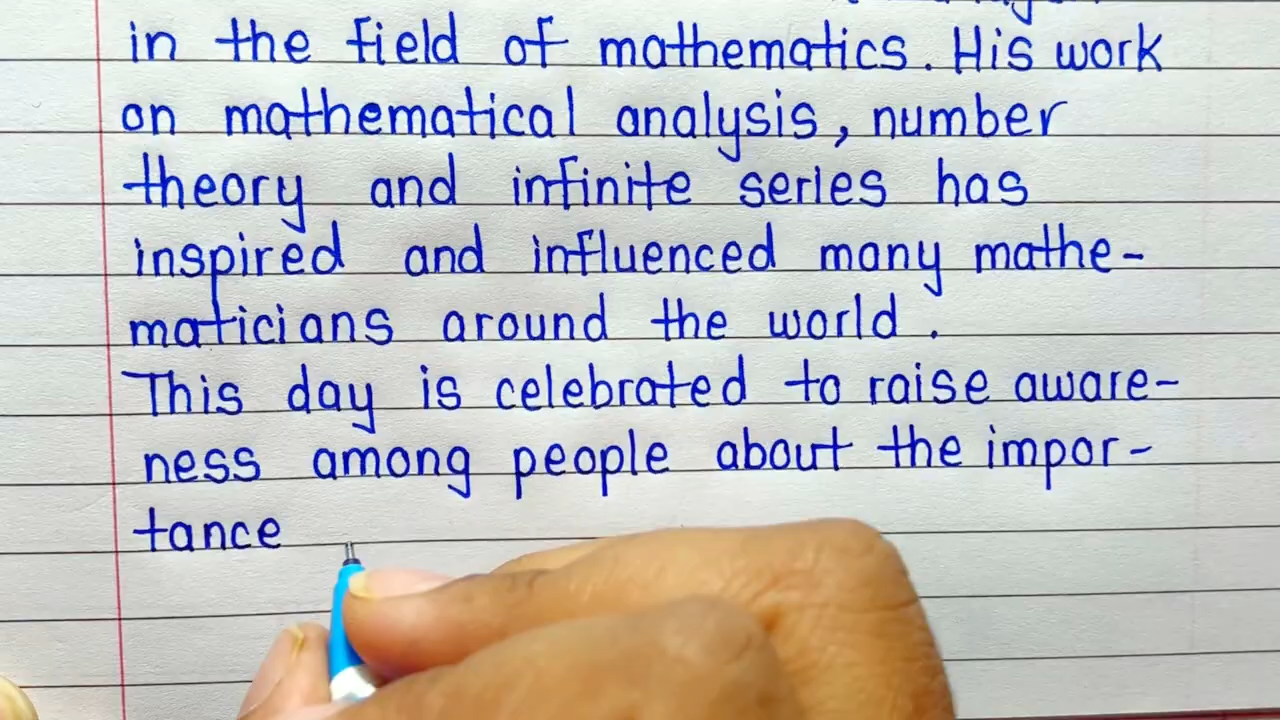 in the field of mathematics. His work
on mathematical analysis, number
theory and infinite series has
inspired and influenced many mathe-
maticians around the world.
This day is celebrated to raise aware-
ness among people about the impor-
tance